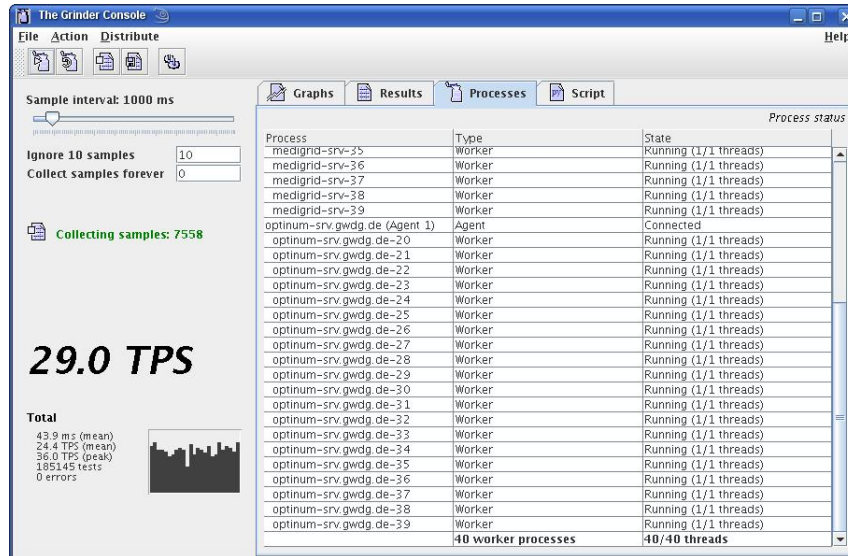 The Grinder Console
File Action Distribute Help
Graphs Results Processes Script
Sample interval: 1000 ms
Process status
Ignore 10 samples 10
Collect samples forever 0
Collecting samples: 7558
29.0 TPS
Total
43.9 ms (mean)
24.4 TPS (mean)
36.0 TPS (peak)
185145 tests
0 errors
Process Type State
medigrid-srv-35 Worker Running (1/1 threads)
medigrid-srv-36 Worker Running (1/1 threads)
medigrid-srv-37 Worker Running (1/1 threads)
medigrid-srv-38 Worker Running (1/1 threads)
medigrid-srv-39 Worker Running (1/1 threads)
optinum-srv.gwdg.de (Agent 1) Agent Connected
optinum-srv.gwdg.de-20 Worker Running (1/1 threads)
optinum-srv.gwdg.de-21 Worker Running (1/1 threads)
optinum-srv.gwdg.de-22 Worker Running (1/1 threads)
optinum-srv.gwdg.de-23 Worker Running (1/1 threads)
optinum-srv.gwdg.de-24 Worker Running (1/1 threads)
optinum-srv.gwdg.de-25 Worker Running (1/1 threads)
optinum-srv.gwdg.de-26 Worker Running (1/1 threads)
optinum-srv.gwdg.de-27 Worker Running (1/1 threads)
optinum-srv.gwdg.de-28 Worker Running (1/1 threads)
optinum-srv.gwdg.de-29 Worker Running (1/1 threads)
optinum-srv.gwdg.de-30 Worker Running (1/1 threads)
optinum-srv.gwdg.de-31 Worker Running (1/1 threads)
optinum-srv.gwdg.de-32 Worker Running (1/1 threads)
optinum-srv.gwdg.de-33 Worker Running (1/1 threads)
optinum-srv.gwdg.de-34 Worker Running (1/1 threads)
optinum-srv.gwdg.de-35 Worker Running (1/1 threads)
optinum-srv.gwdg.de-36 Worker Running (1/1 threads)
optinum-srv.gwdg.de-37 Worker Running (1/1 threads)
optinum-srv.gwdg.de-38 Worker Running (1/1 threads)
optinum-srv.gwdg.de-39 Worker Running (1/1 threads)
40 worker processes 40/40 threads